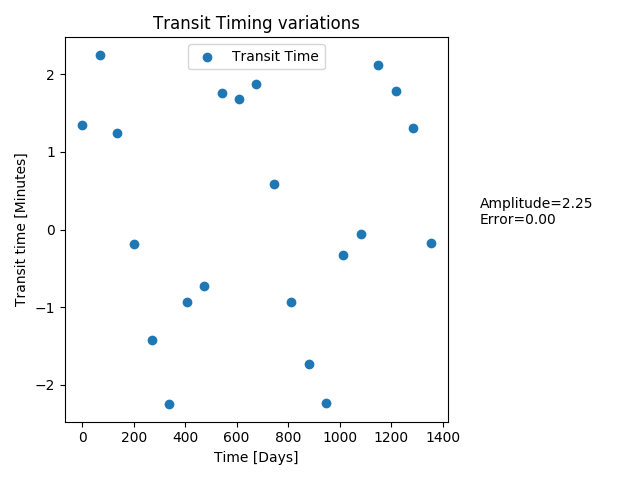 Transit Timing variations
Transit Time
Transit time [Minutes]
2
1
0
−1
−2
Amplitude=2.25
Error=0.00
0 200 400 600 800 1000 1200 1400
Time [Days]